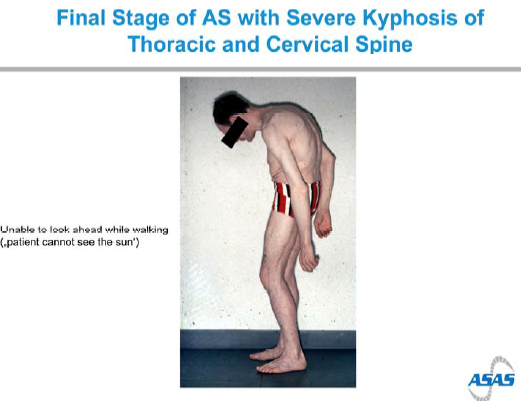 Final Stage of AS with Severe Kyphosis of
Thoracic and Cervical Spine
Unable to look ahead while walking
(„patient cannot see the sun‘)
ASAS